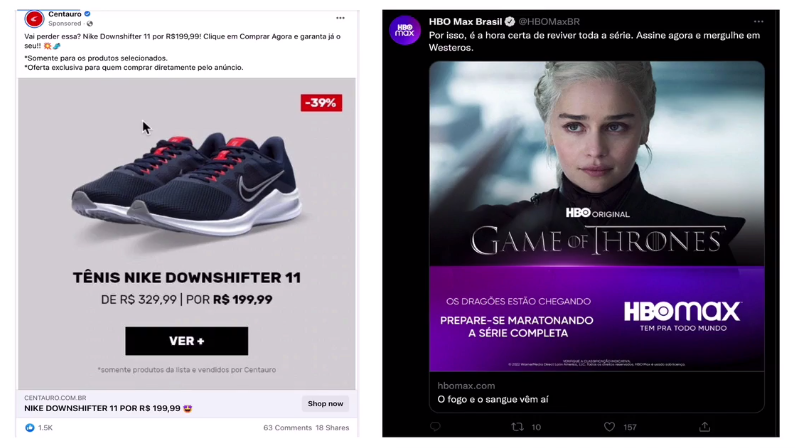 Centauro
Sponsored ·
Vai perder essa? Nike Downshifter 11 por R$199,99! Clique em Comprar Agora e garanta já o
seu!! 💥👟
*Somente para os produtos selecionados.
*Oferta exclusiva para quem comprar diretamente pelo anúncio.
-39%
TÊNIS NIKE DOWNSHIFTER 11
DE R$ 329,99 | POR R$ 199,99
VER +
*somente produtos da lista e vendidos por Centauro
CENTAURO.COM.BR
NIKE DOWNSHIFTER 11 POR R$ 199,99 😍
Shop now
1.5K
63 Comments 18 Shares
HBO max
HBO Max Brasil @HBOMaxBR
Por isso, é a hora certa de reviver toda a série. Assine agora e mergulhe em
Westeros.
HBO ORIGINAL
GAME OF THRONES
OS DRAGÕES ESTÃO CHEGANDO
PREPARE-SE MARATONANDO
A SÉRIE COMPLETA
HBOmax
TEM PRA TODO MUNDO
hbomax.com
O fogo e o sangue vêm aí
10
157